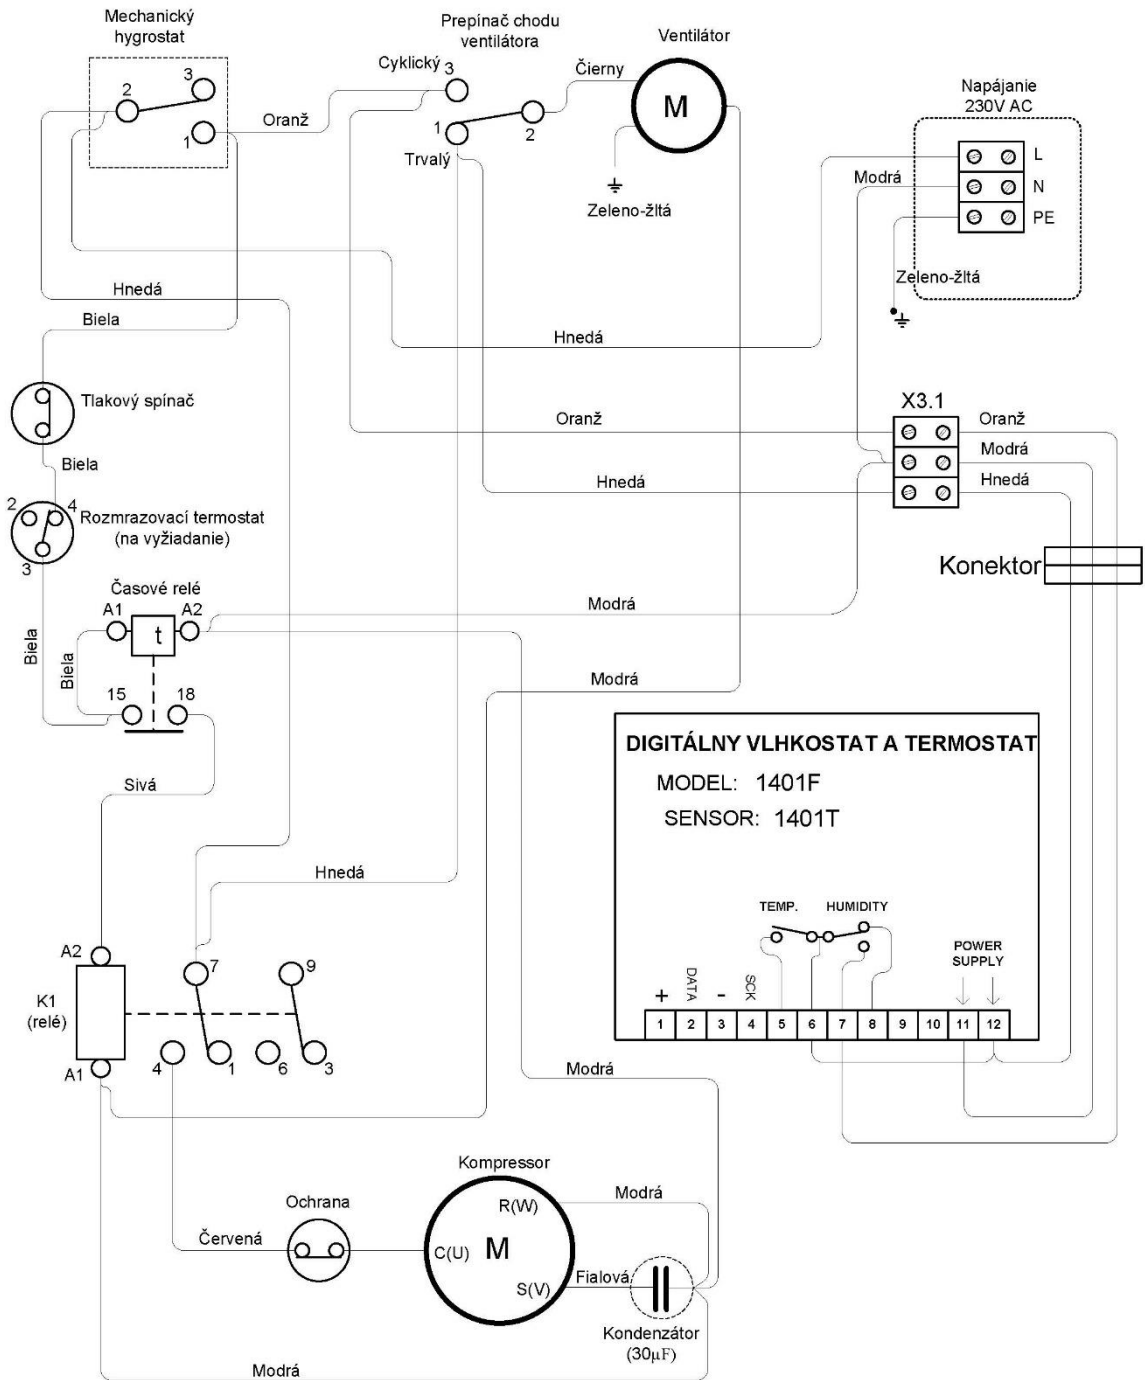 Mechanický
hygrostat
Prepínač chodu
ventilátora
Ventilátor
Napájanie
230V AC
Cyklický
3
Čierny
3
2
1
Oranž
1
2
Trvalý
M
Zeleno-žltá
Modrá
L
N
PE
Zeleno-žltá
Hnedá
Biela
Hnedá
Tlakový spínač
X3.1
Oranž
Oranž
Modrá
Biela
Hnedá
Hnedá
2
4
Rozmrazovací termostat
(na vyžiadanie)
3
Konektor
Časové relé
A1
A2
t
Modrá
Biela
Biela
15
18
Modrá
Sivá
DIGITÁLNY VLHKOSTAT A TERMOSTAT
MODEL: 1401F
SENSOR: 1401T
Hnedá
TEMP.
HUMIDITY
POWER
SUPPLY
+
DATA
-
SCK
1 2 3 4 5 6 7 8 9 10 11 12
A2
7
9
K1
(relé)
A1
4
1
6
3
Modrá
Kompressor
Ochrana
R(W)
Modrá
Červená
C(U)
M
S(V)
Fialová
Kondenzátor
(30µF)
Modrá